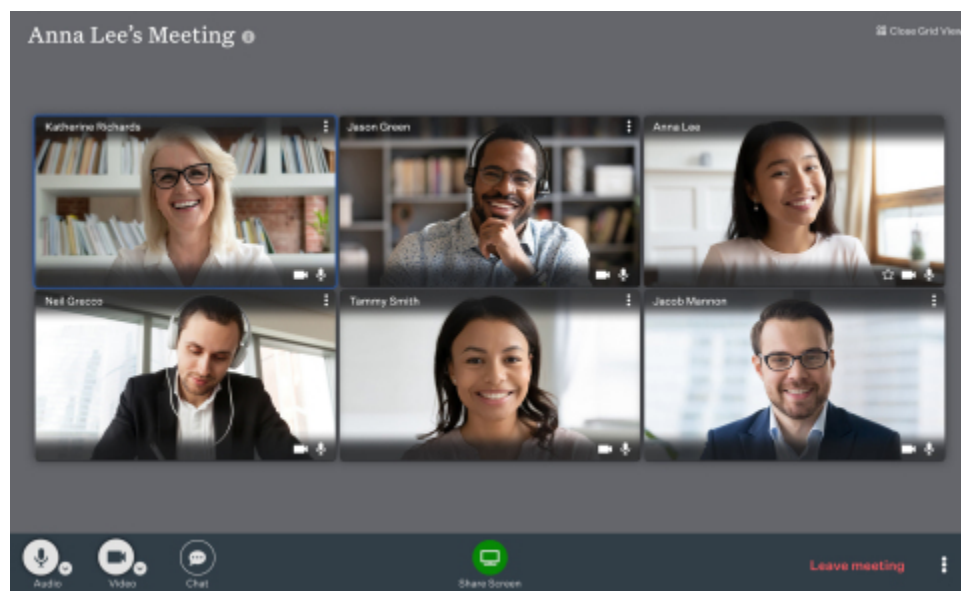 Anna Lee's Meeting
Close Grid View
Katherine Richards
Jason Green
Anna Lee
Neil Grecco
Tammy Smith
Jacob Mannon
Audio
Video
Chat
Share Screen
Leave meeting